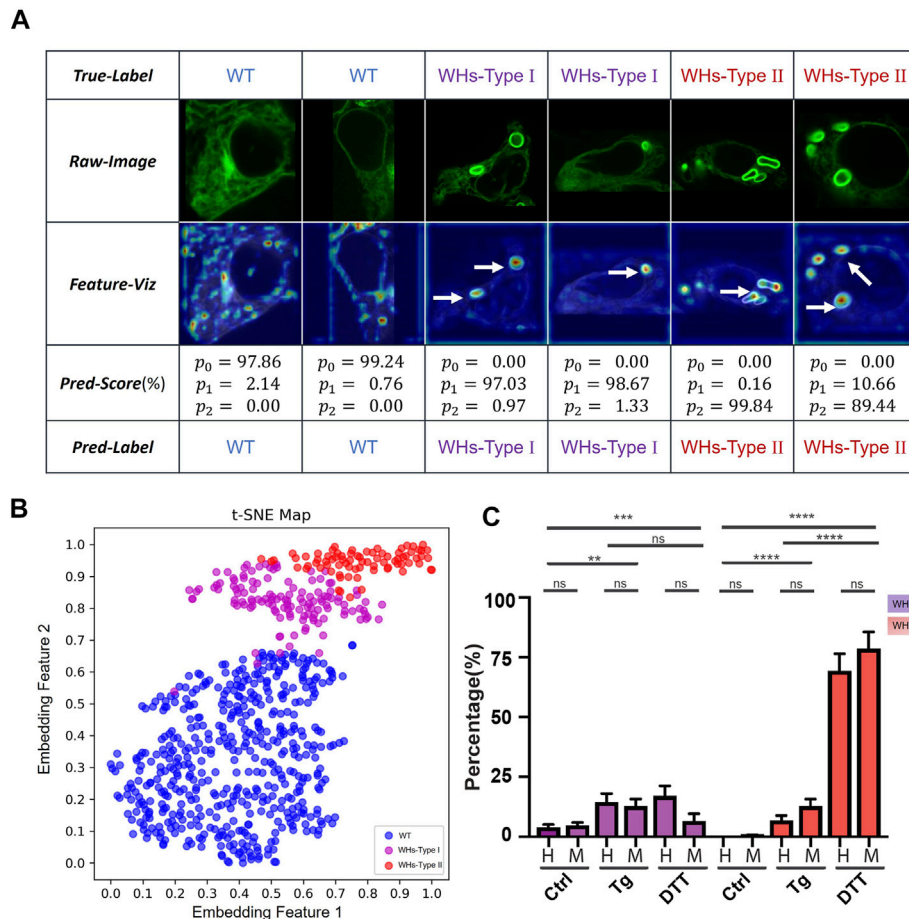 A
True-Label WT WT WHs-Type I WHs-Type I WHs-Type II WHs-Type II
Raw-Image
Feature-Viz
Pred-Score(%)
p₀ = 97.86 p₀ = 99.24 p₀ = 0.00 p₀ = 0.00 p₀ = 0.00 p₀ = 0.00
p₁ = 2.14 p₁ = 0.76 p₁ = 97.03 p₁ = 98.67 p₁ = 0.16 p₁ = 10.66
p₂ = 0.00 p₂ = 0.00 p₂ = 0.97 p₂ = 1.33 p₂ = 99.84 p₂ = 89.44
Pred-Label WT WT WHs-Type I WHs-Type I WHs-Type II WHs-Type II
B
t-SNE Map
Embedding Feature 2
1.0
0.9
0.8
0.7
0.6
0.5
0.4
0.3
0.2
0.1
0.0
0.0 0.1 0.2 0.3 0.4 0.5 0.6 0.7 0.8 0.9 1.0
Embedding Feature 1
WT
WHs-Type I
WHs-Type II
C
*** ****
ns ****
** ****
ns ns ns ns ns ns
WH
WH
Percentage(%)
100
75
50
25
0
H M H M H M H M H M H M
Ctrl Tg DTT Ctrl Tg DTT